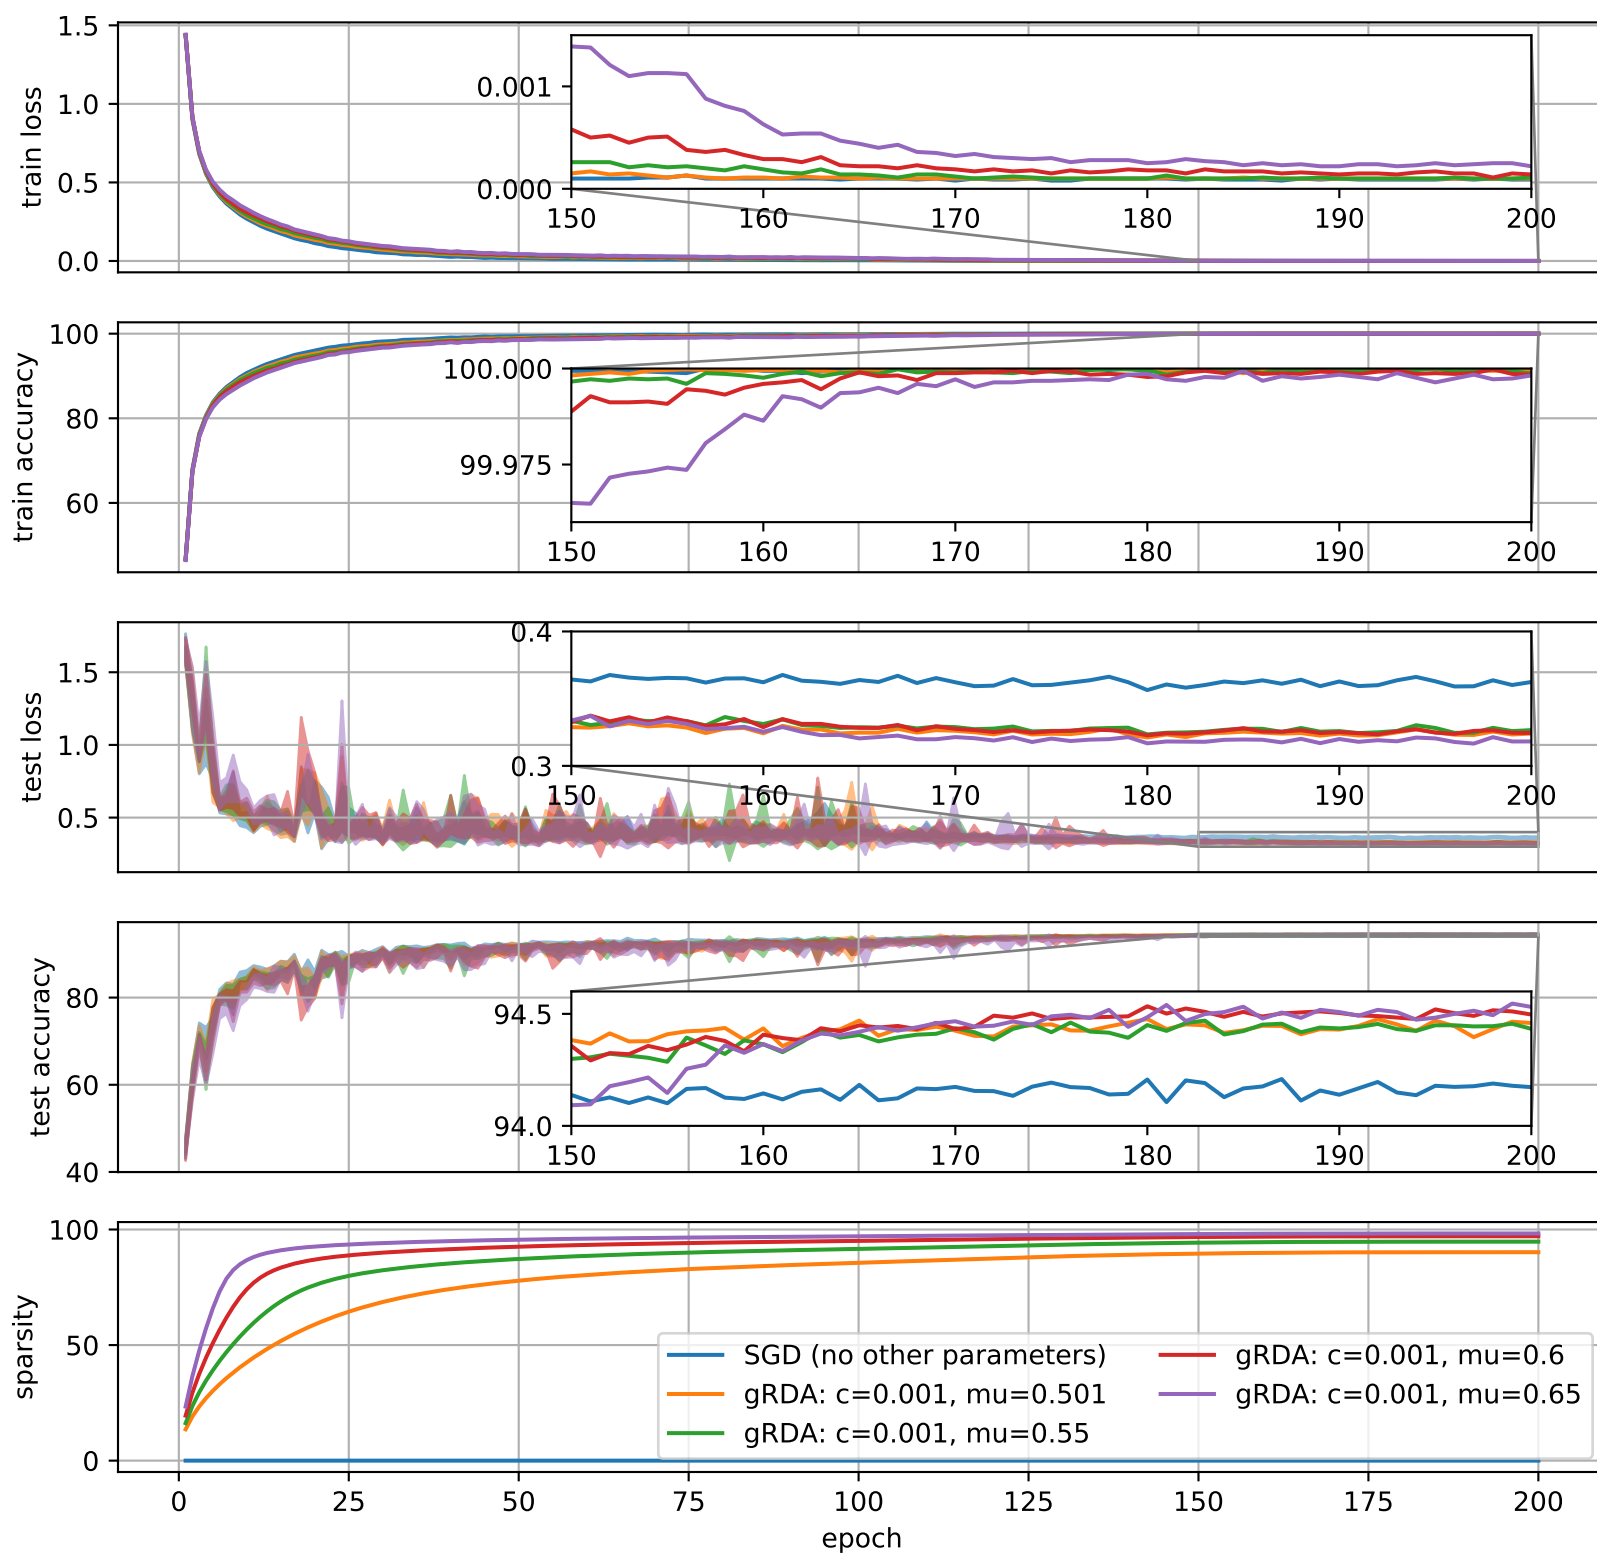 train loss
1.5
1.0
0.5
0.0
0.001
0.000
150 160 170 180 190 200
train accuracy
100
80
60
100.000
99.975
150 160 170 180 190 200
test loss
1.5
1.0
0.5
0.4
0.3
150 160 170 180 190 200
test accuracy
80
60
40
94.5
94.0
150 160 170 180 190 200
sparsity
100
50
0
SGD (no other parameters)
gRDA: c=0.001, mu=0.501
gRDA: c=0.001, mu=0.55
gRDA: c=0.001, mu=0.6
gRDA: c=0.001, mu=0.65
0 25 50 75 100 125 150 175 200
epoch